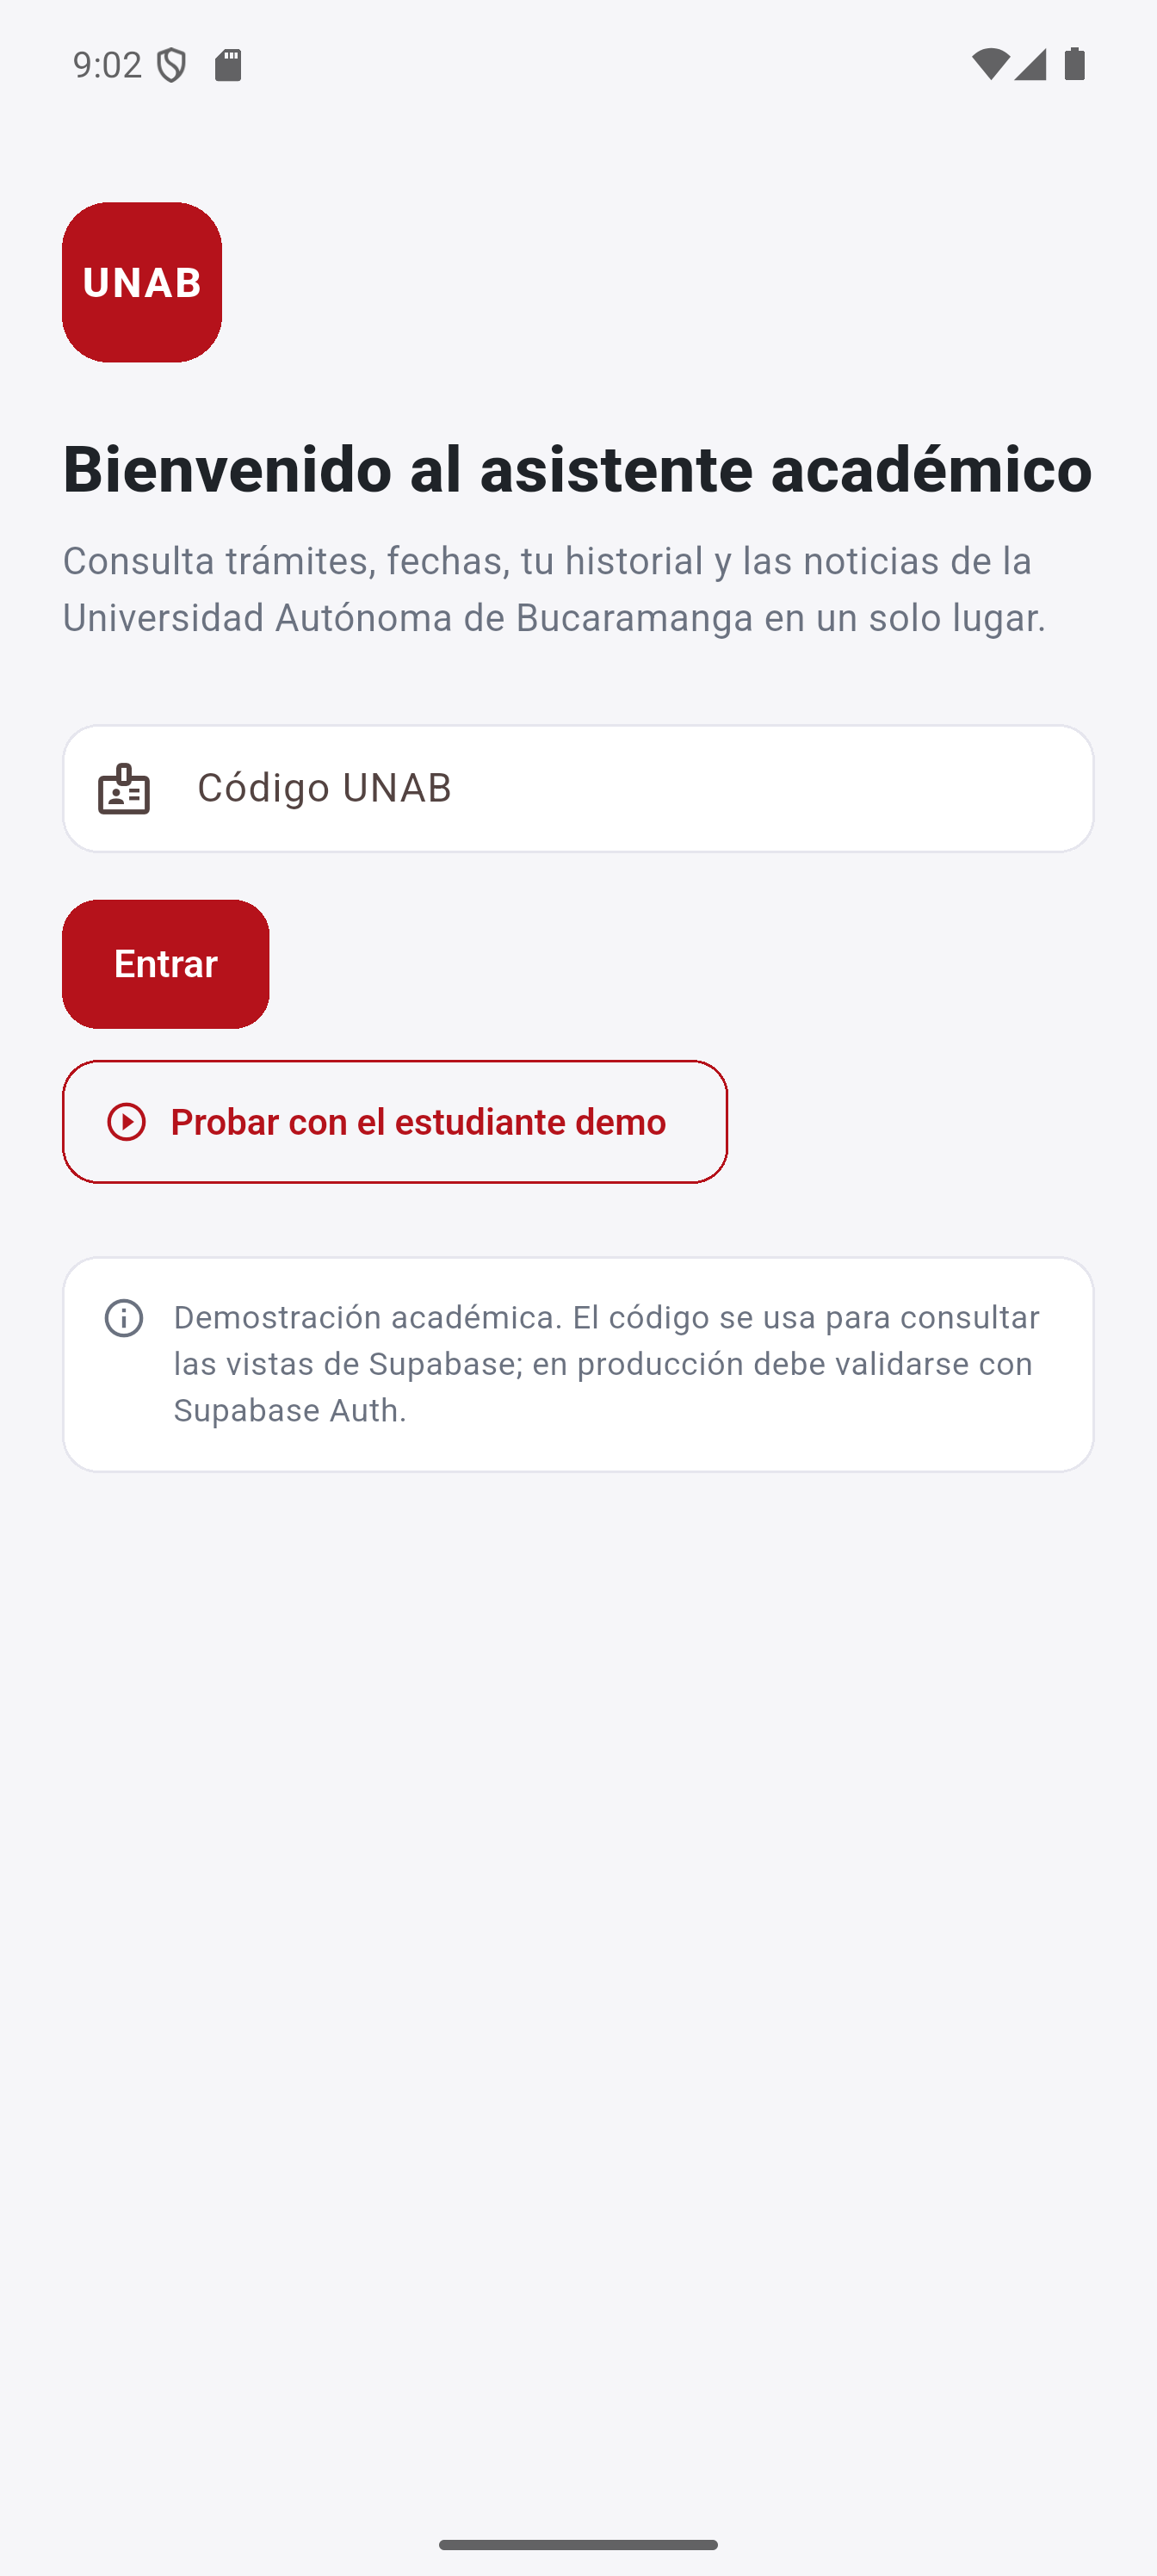 9:02
UNAB
Bienvenido al asistente académico
Consulta trámites, fechas, tu historial y las noticias de la
Universidad Autónoma de Bucaramanga en un solo lugar.
Código UNAB
Entrar
Probar con el estudiante demo
Demostración académica. El código se usa para consultar
las vistas de Supabase; en producción debe validarse con
Supabase Auth.